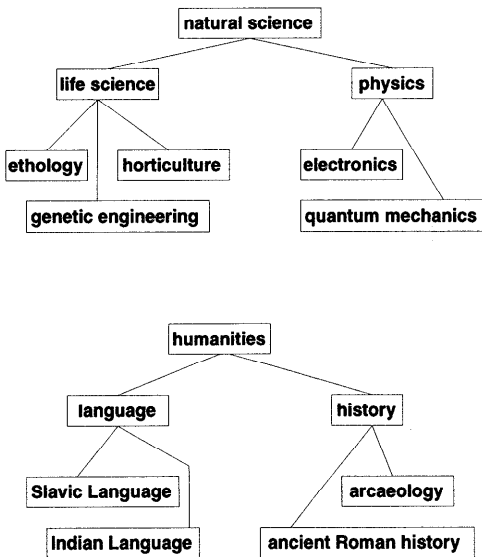 natural science
life science
physics
ethology
horticulture
electronics
genetic engineering
quantum mechanics
humanities
language
history
Slavic Language
arcaeology
Indian Language
ancient Roman history